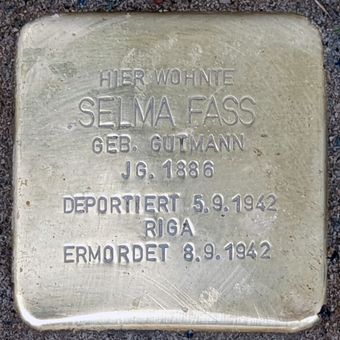 HIER WOHNTE
SELMA FASS
GEB. GUTMANN
JG. 1886
DEPORTIERT 5.9.1942
RIGA
ERMORDET 8.9.1942